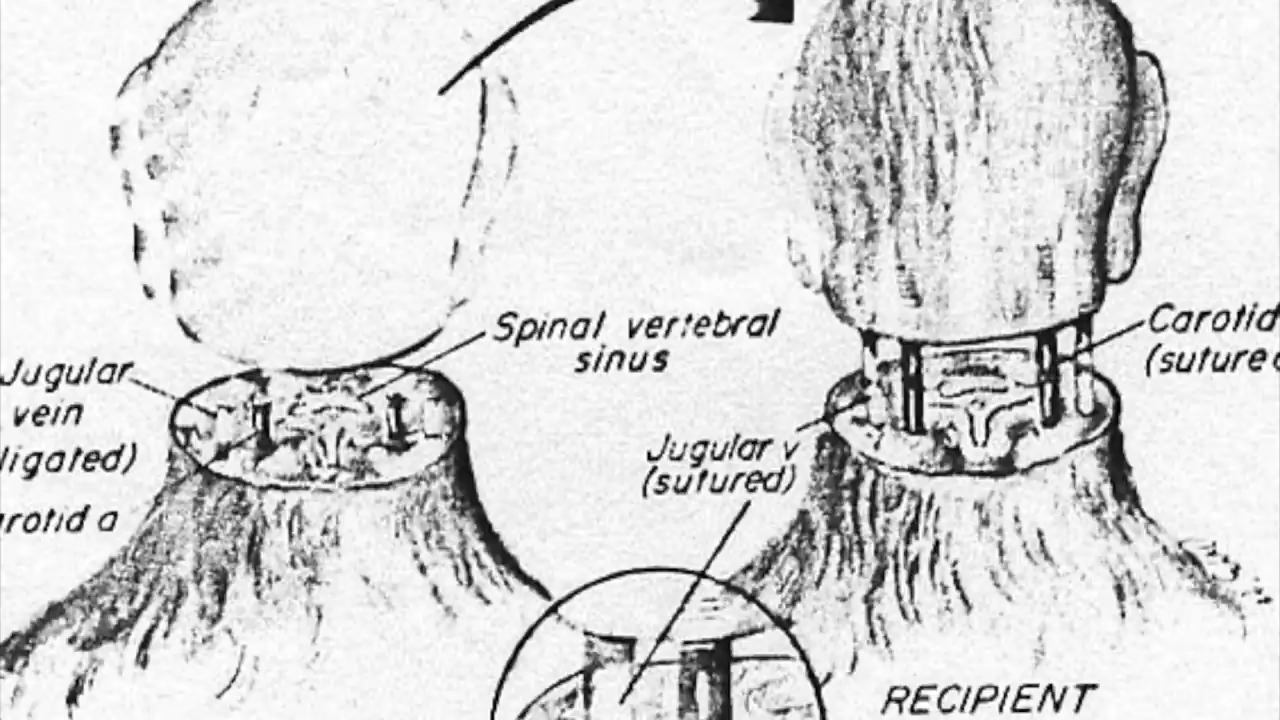 Spinal vertebral
sinus
Jugular
vein
ligated)
arotid a
Carotid
(suture
Jugular v
(sutured)
RECIPIENT